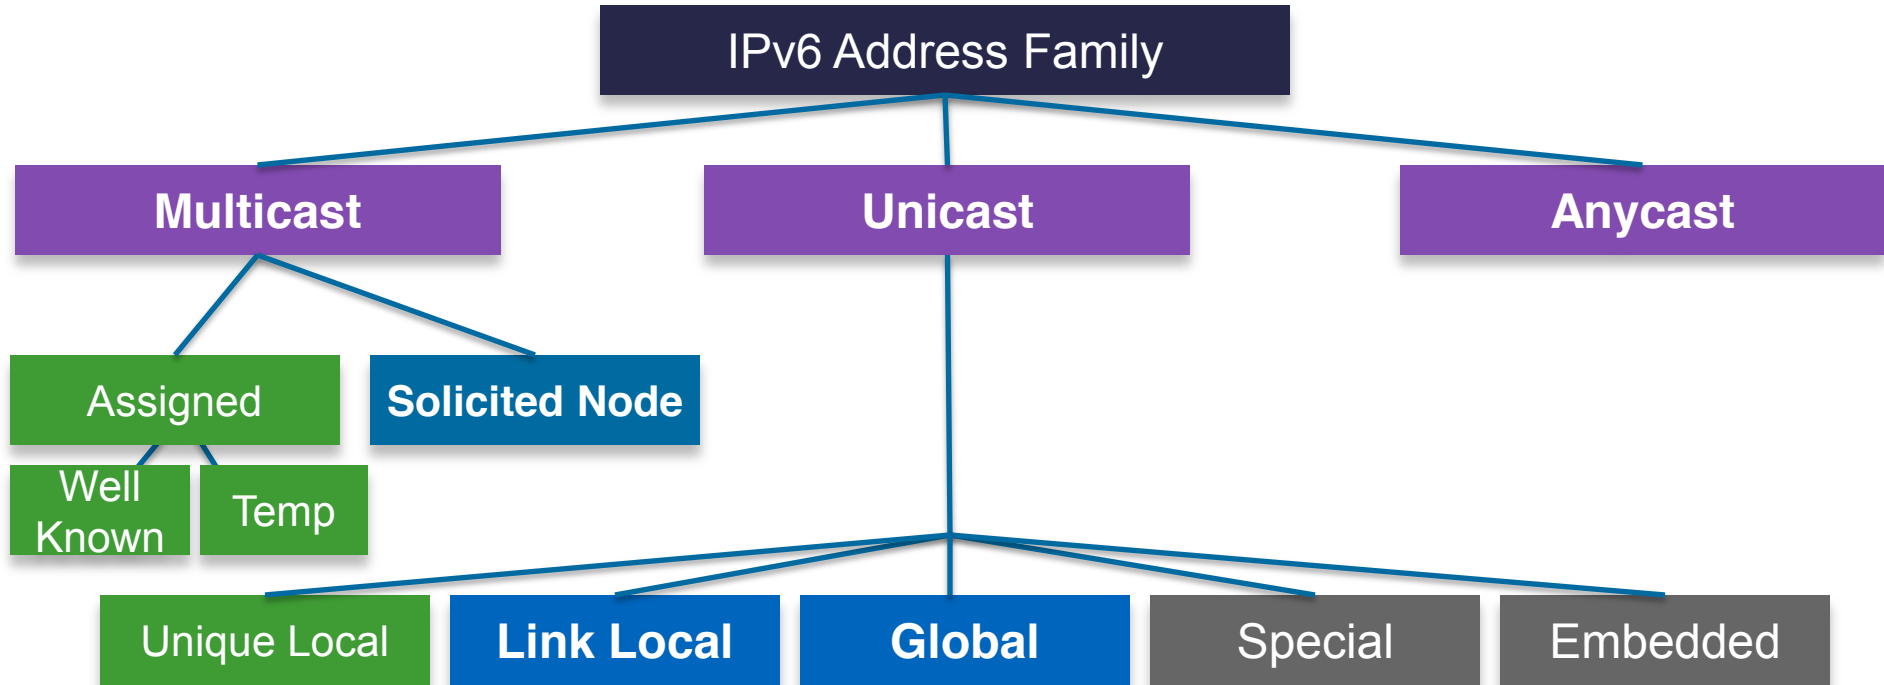 IPv6 Address Family
Multicast
Unicast
Anycast
Assigned
Solicited Node
Well
Known
Temp
Unique Local
Link Local
Global
Special
Embedded